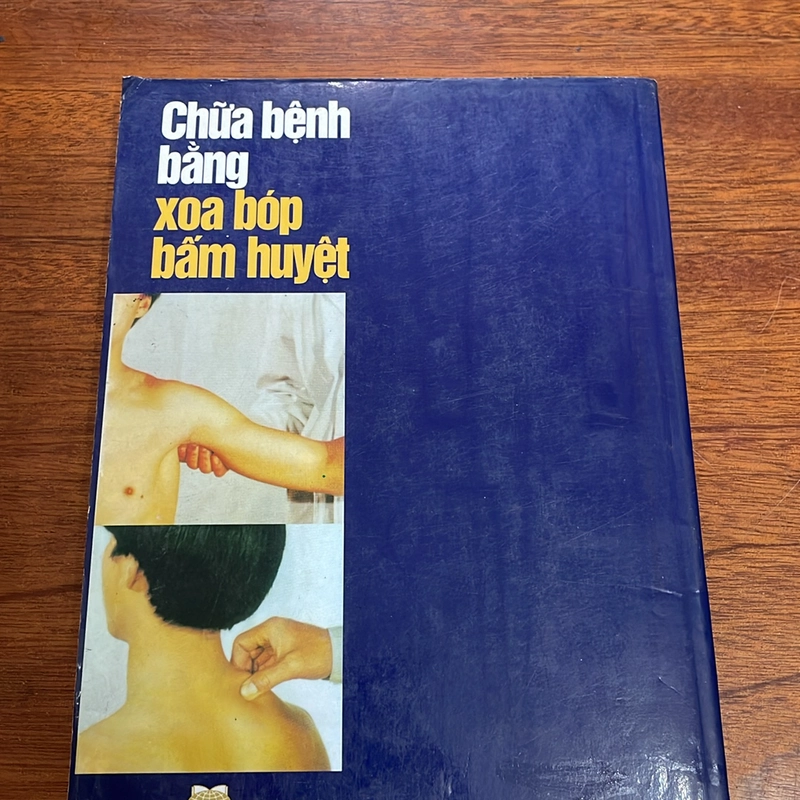 Chữa bệnh
bằng
xoa bóp
bấm huyệt